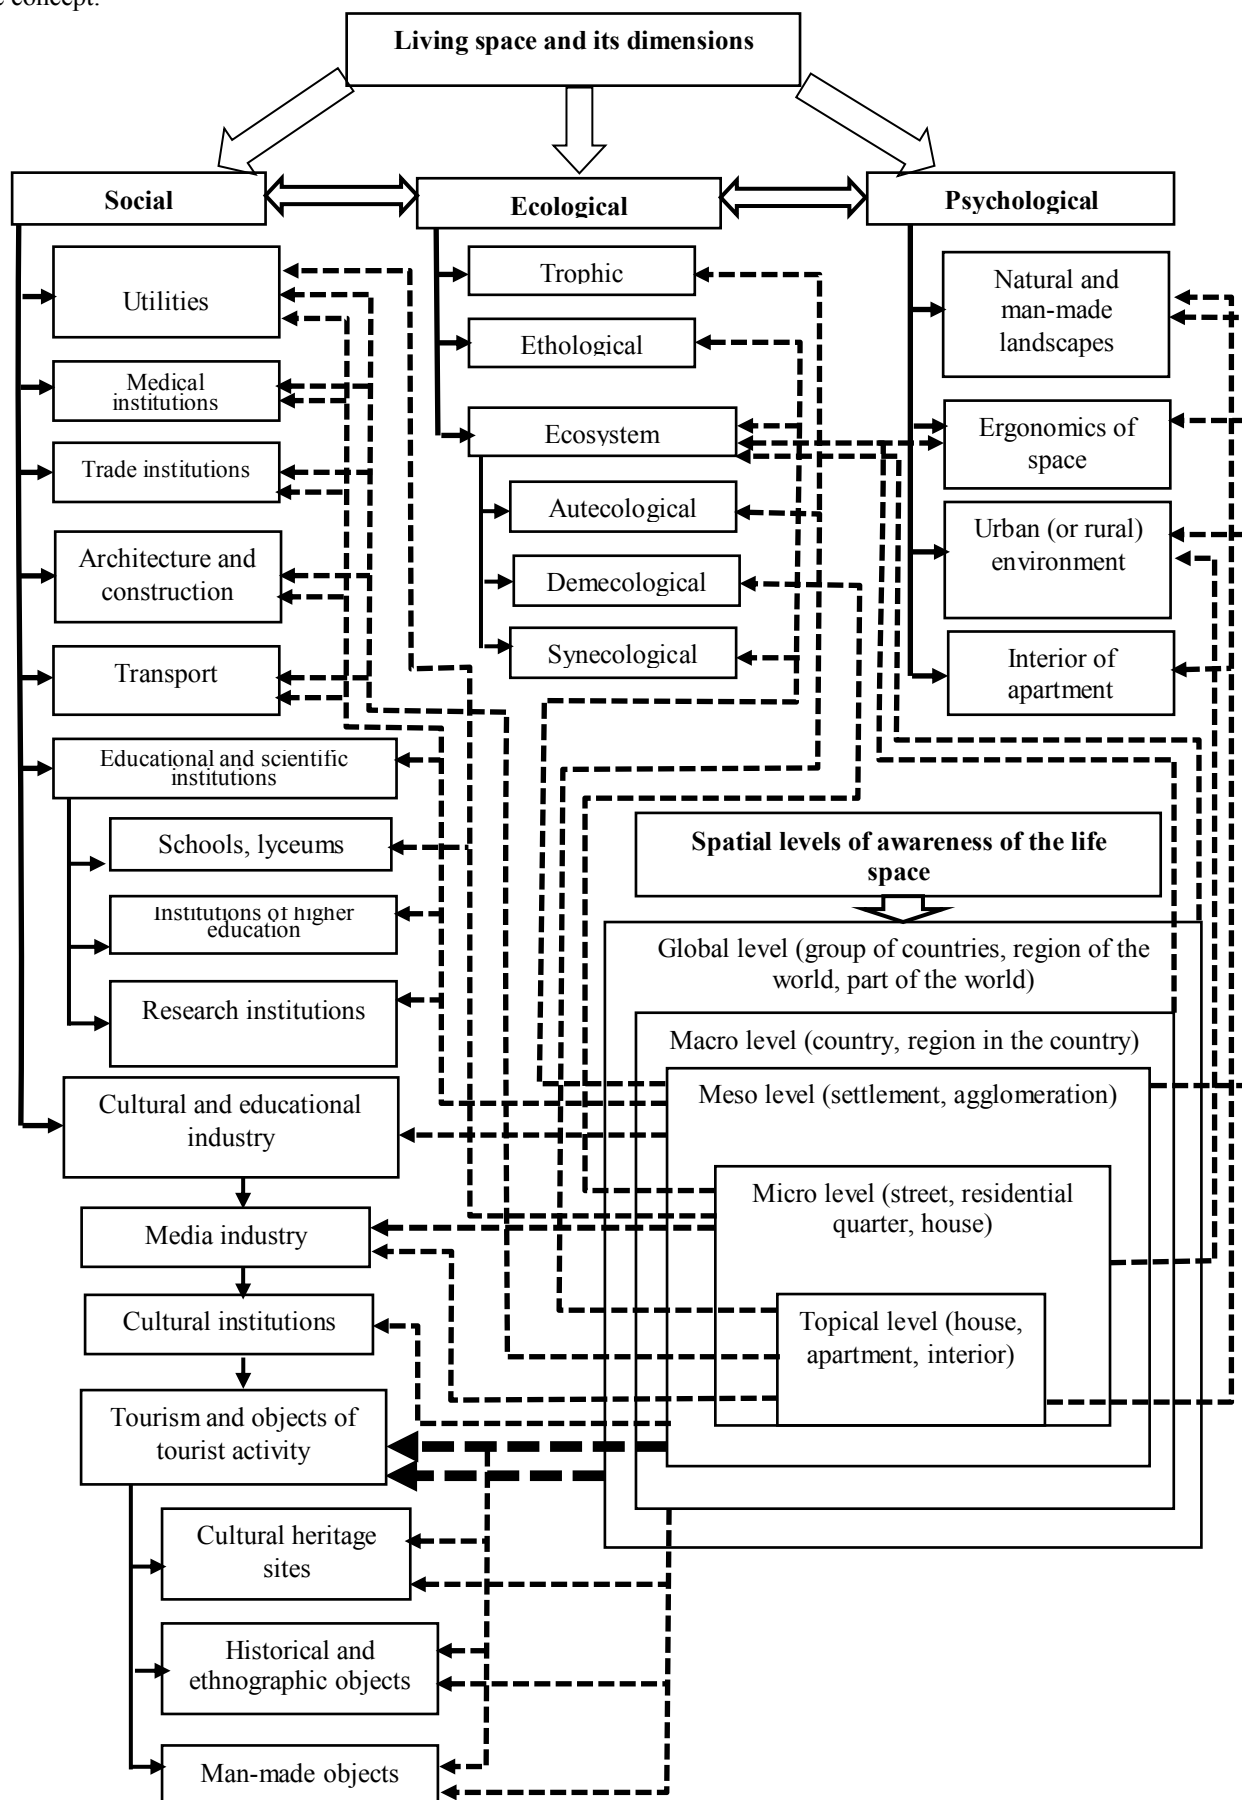 concept.
Living space and its dimensions
Social
Ecological
Psychological
Utilities
Medical
institutions
Trade institutions
Architecture and
construction
Transport
Educational and scientific
institutions
Schools, lyceums
Institutions of higher
education
Research institutions
Cultural and educational
industry
Media industry
Cultural institutions
Tourism and objects of
tourist activity
Cultural heritage
sites
Historical and
ethnographic objects
Man-made objects
Trophic
Ethological
Ecosystem
Autecological
Demecological
Synecological
Natural and
man-made
landscapes
Ergonomics of
space
Urban (or rural)
environment
Interior of
apartment
Spatial levels of awareness of the life
space
Global level (group of countries, region of the
world, part of the world)
Macro level (country, region in the country)
Meso level (settlement, agglomeration)
Micro level (street, residential
quarter, house)
Topical level (house,
apartment, interior)